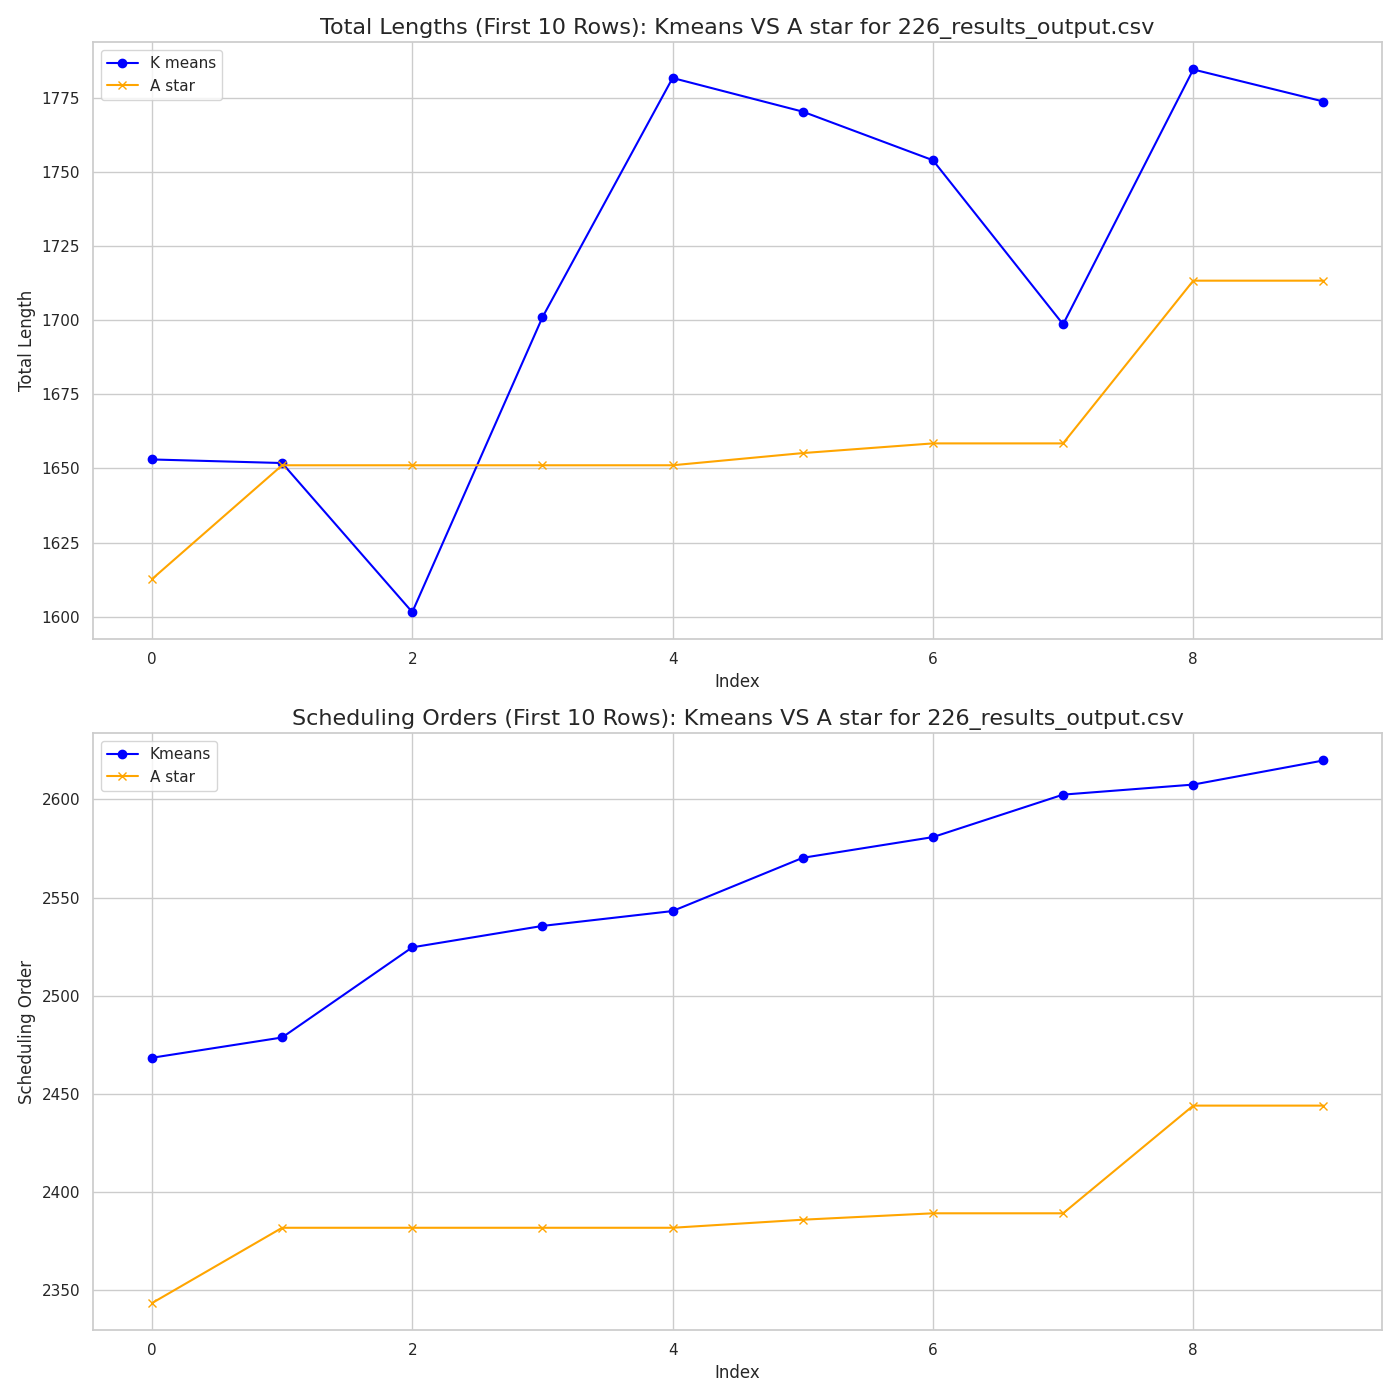 Total Lengths (First 10 Rows): Kmeans VS A star for 226_results_output.csv
K means
A star
1775
1750
1725
1700
1675
1650
1625
1600
Total Length
0 2 4 6 8
Index
Scheduling Orders (First 10 Rows): Kmeans VS A star for 226_results_output.csv
Kmeans
A star
2600
2550
2500
2450
2400
2350
Scheduling Order
0 2 4 6 8
Index